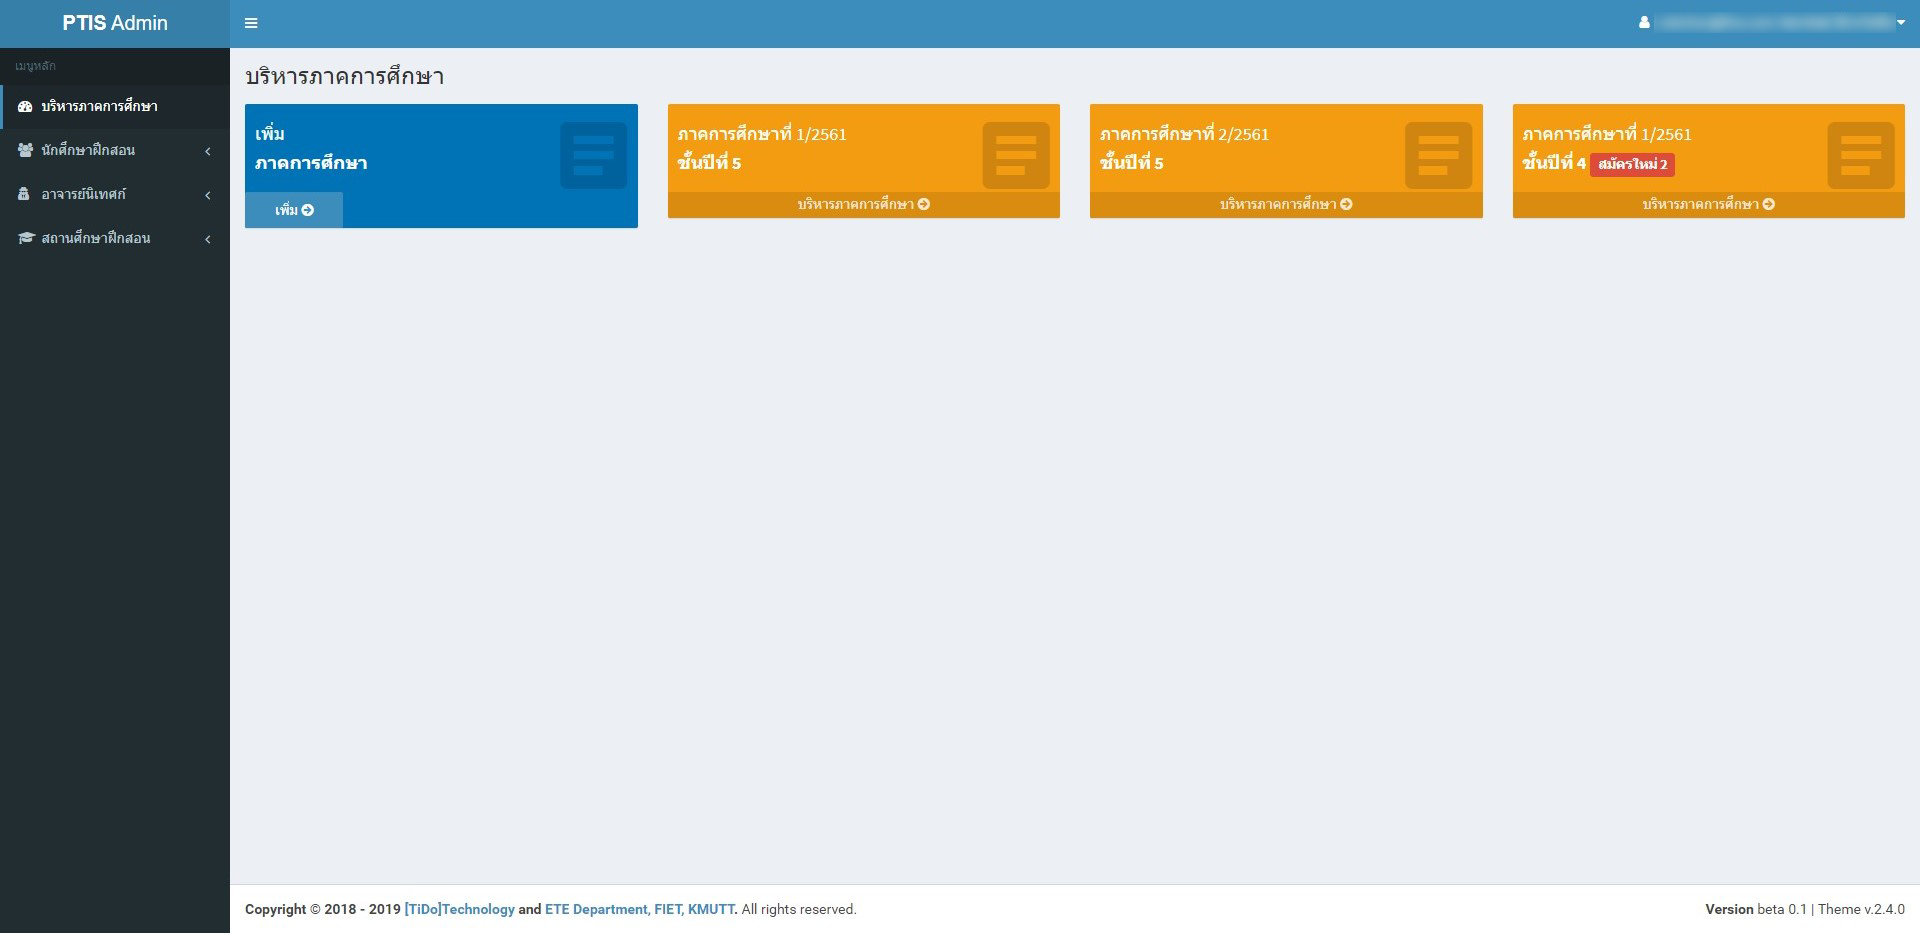 PTIS Admin
เมนูหลัก
บริหารภาคการศึกษา
นักศึกษาฝึกสอน
อาจารย์นิเทศก์
สถานศึกษาฝึกสอน
บริหารภาคการศึกษา
เพิ่ม
ภาคการศึกษา
เพิ่ม
ภาคการศึกษาที่ 1/2561
ชั้นปีที่ 5
บริหารภาคการศึกษา
ภาคการศึกษาที่ 2/2561
ชั้นปีที่ 5
บริหารภาคการศึกษา
ภาคการศึกษาที่ 1/2561
ชั้นปีที่ 4 สมัครใหม่ 2
บริหารภาคการศึกษา
Copyright © 2018 - 2019 [TiDo]Technology and ETE Department, FIET, KMUTT. All rights reserved.
Version beta 0.1 | Theme v.2.4.0